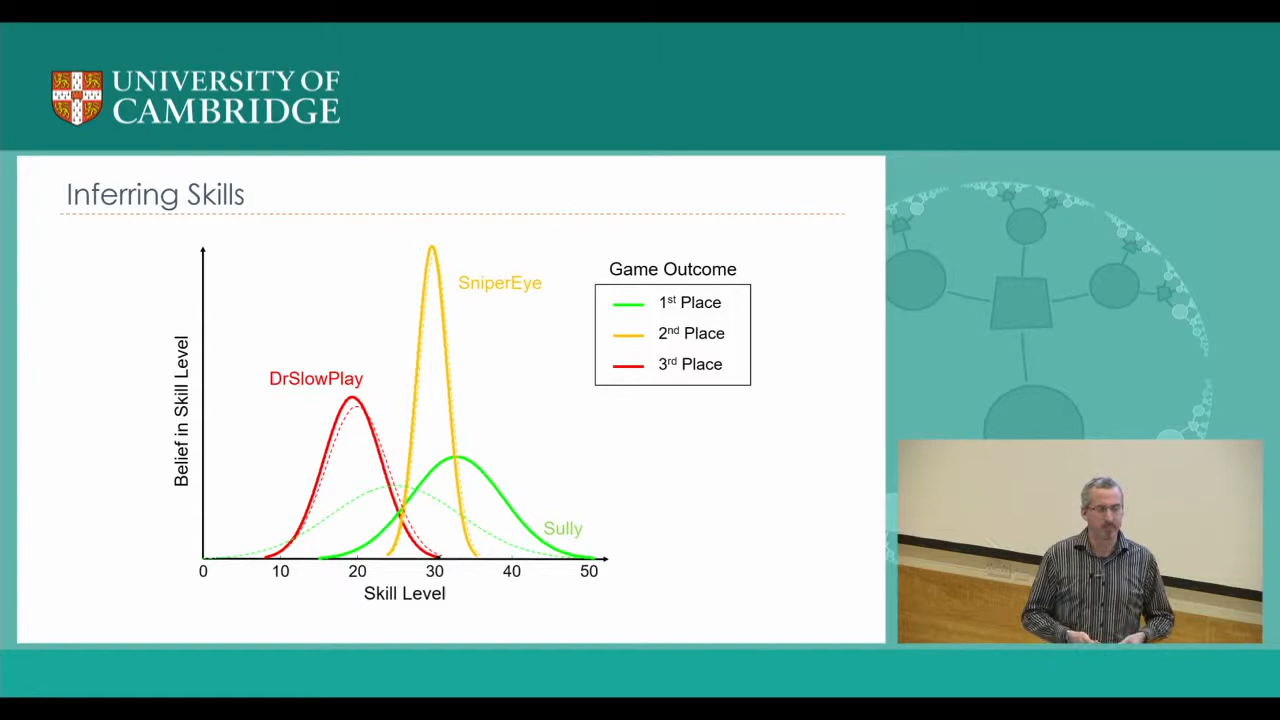 UNIVERSITY OF
CAMBRIDGE
Inferring Skills
SniperEye
Game Outcome
1st Place
2nd Place
3rd Place
DrSlowPlay
Belief in Skill Level
Sully
0 10 20 30 40 50
Skill Level